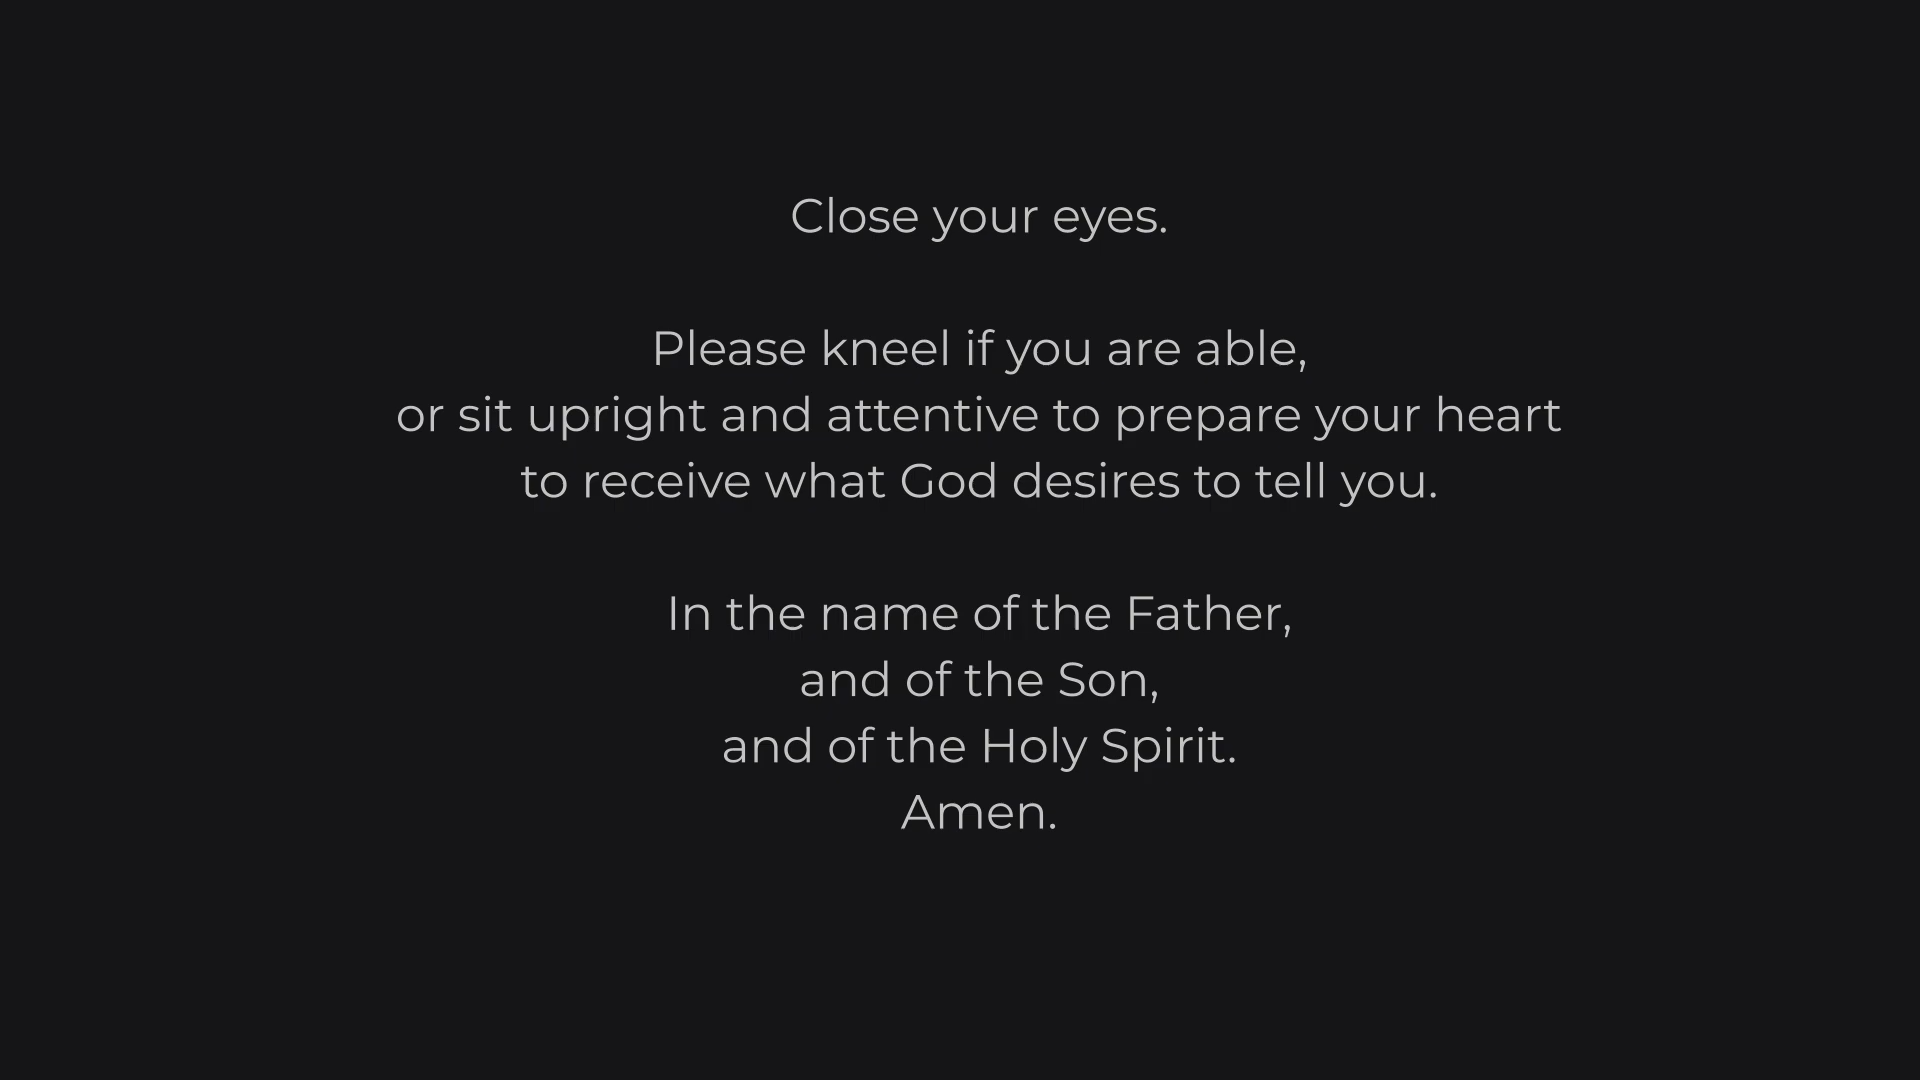 Close your eyes.
Please kneel if you are able,
or sit upright and attentive to prepare your heart
to receive what God desires to tell you.
In the name of the Father,
and of the Son,
and of the Holy Spirit.
Amen.